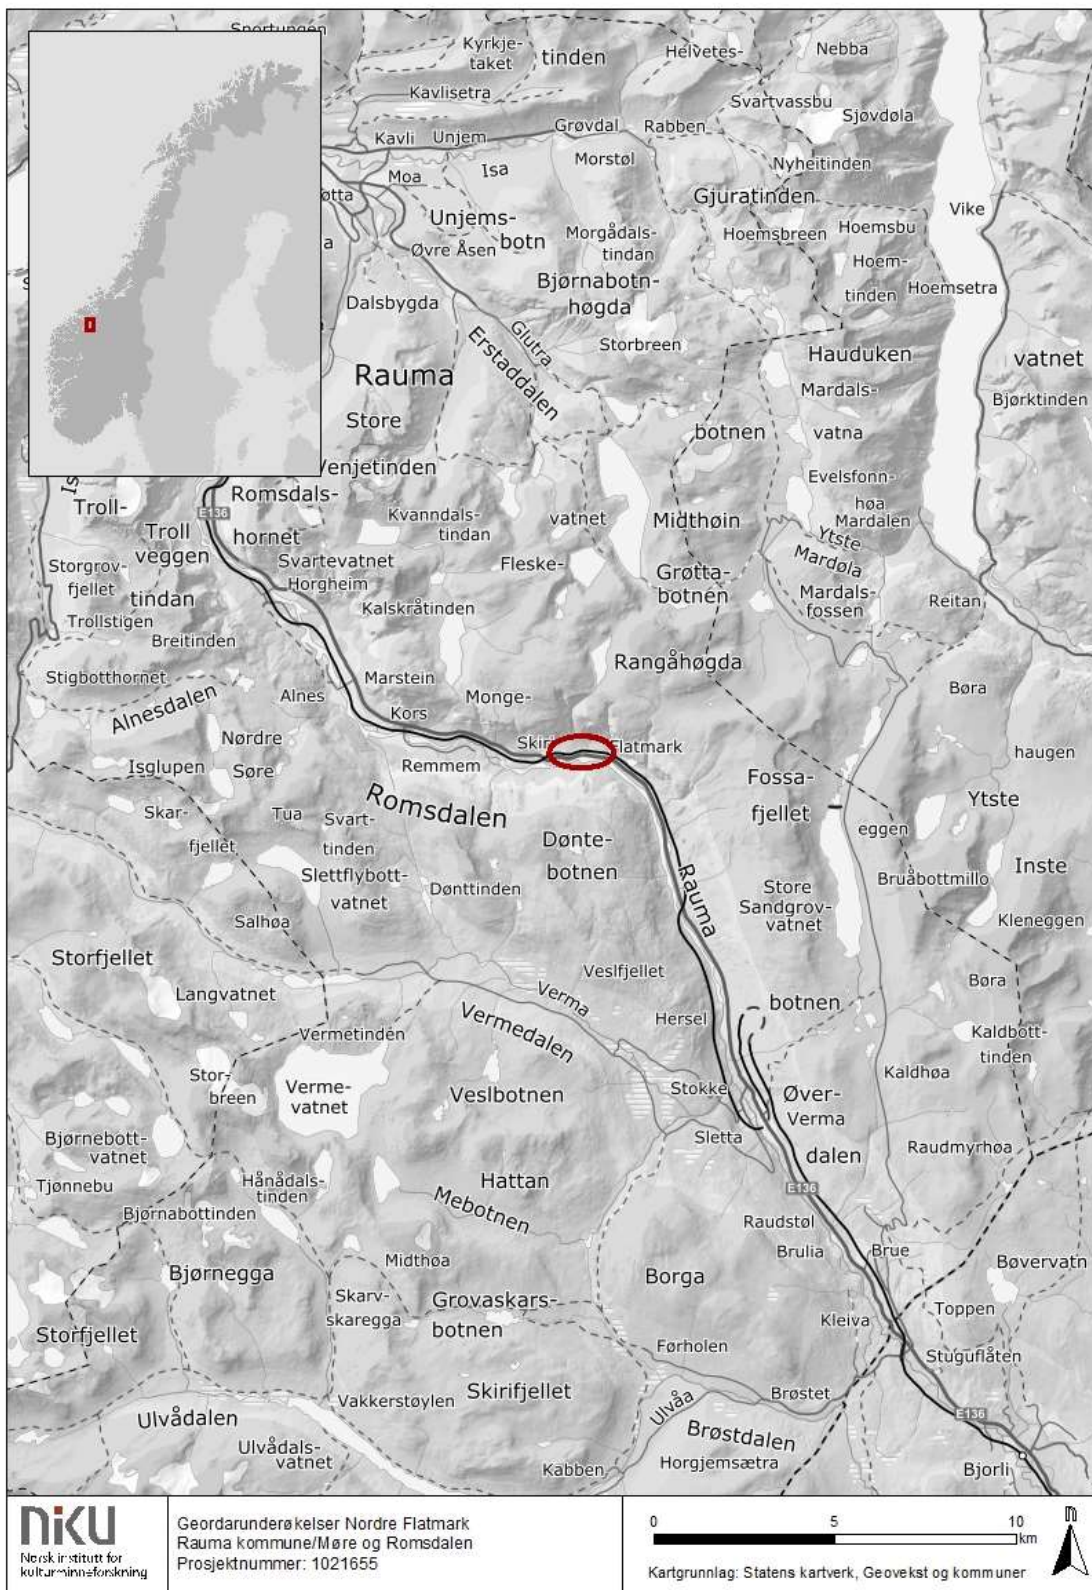 Kyrkje-
taket
tinden
Helvetes-
Nebba
Kavlisetra
Svartvassbu
Sjøvdøla
Kavli
Unjem
Grøvdal
Rabben
Isa
Morstøl
Nyheitinden
Moa
Gjuratinden
Vike
Unjems-
botn
Øvre Åsen
Morgådals-
tindan
Hoemsbreen
Hoemsbu
Hoem-
tinden
Hoemsetra
Bjørnabotn-
høgda
Dalsbygda
Glutra
Erstaddalen
Storbreen
Hauduken
vatnet
Rauma
Mardals-
vatna
Bjørktinden
Store
Venjetinden
botnen
Evelsfonn-
høa
Mardalen
Troll-
Romsdals-
hornet
E136
Kvanndals-
tindan
vatnet
Midthøin
Troll
veggen
Ytste
Mardøla
Svartevatnet
Horgheim
Fleske-
Grøtta-
botnen
Storgrov-
fjellet
tindan
Mardals-
fossen
Trollstigen
Kalskråtinden
Reitan
Breitinden
Rangåhøgda
Stigbotthornet
Marstein
Monge-
Børa
Alnesdalen
Alnes
Kors
Nørdre
Skiri
Flatmark
haugen
Isglupen
Søre
Remmem
Fossa-
fjellet
Ytste
Romsdalen
Skar-
fjellet
Tua
Svart-
tinden
Dønte-
botnen
eggen
Inste
Slettflybott-
vatnet
Dønttinden
Rauma
Store
Sandgrov-
vatnet
Bruåbottmillo
Salhøa
Kleneggen
Storfjellet
Veslfjellet
Langvatnet
Verma
botnen
Børa
Vermedalen
Hersel
Vermetinden
Kaldbott-
tinden
Stor-
breen
Verme-
vatnet
Veslbotnen
Stokke
Øver-
dalen
Kaldhøa
Verma
Bjørnebott-
vatnet
Sletta
Raudmyrhøa
Tjønnebu
Hånådals-
tinden
Hattan
Mebotnen
E136
Bjørnabottinden
Raudstøl
Brulia
Brue
Midthøa
Bøvervatn
Bjørnegga
Borga
Skarv-
skaregga
Grovaskars-
botnen
Toppen
Kleiva
Storfjellet
Førholen
Stuguflåten
Skirifjellet
Brøstet
Vakkerstøylen
Ulvåa
E136
Ulvådalen
Brøstdalen
Ulvådals-
vatnet
Horgjemsætra
Kabben
Bjorli
niku
Norsk institutt for
kulturminneforskning
Geordarunderøkelser Nordre Flatmark
Rauma kommune/Møre og Romsdalen
Prosjektnummer: 1021655
0 5 10
km
n
Kartgrunnlag: Statens kartverk, Geovekst og kommuner